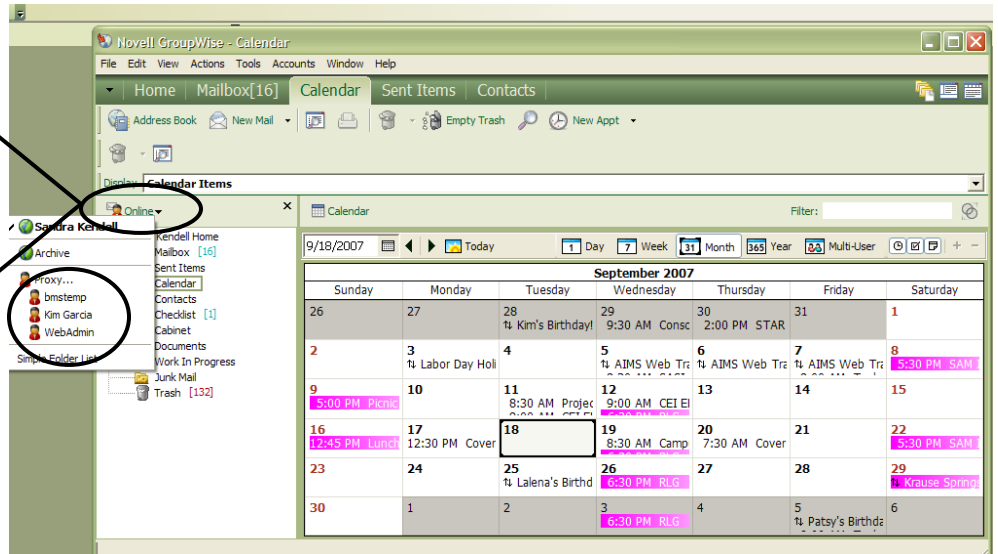 Novell GroupWise - Calendar
File Edit View Actions Tools Accounts Window Help
Home Mailbox[16] Calendar Sent Items Contacts
Address Book New Mail Empty Trash New Appt
Display Calendar Items
Online × Calendar Filter:
Sandra Kendell
Archive
Proxy...
bmstemp
Kim Garcia
WebAdmin
Simple Folder List
Kendell Home
Mailbox [16]
Sent Items
Calendar
Contacts
Checklist [1]
Cabinet
Documents
Work In Progress
Junk Mail
Trash [132]
9/18/2007 Today 1 Day 7 Week 31 Month 365 Year Multi-User + -
September 2007
Sunday Monday Tuesday Wednesday Thursday Friday Saturday
26 27 28 29 30 31 1
Kim's Birthday! 9:30 AM Consc 2:00 PM STAR
2 3 4 5 6 7 8
Labor Day Holi AIMS Web Tra AIMS Web Tra AIMS Web Tra 5:30 PM SAM
9 10 11 12 13 14 15
5:00 PM Picnic 8:30 AM Projec 9:00 AM CEI El
16 17 18 19 20 21 22
12:45 PM Lunch 12:30 PM Cover 8:30 AM Camp 7:30 AM Cover 5:30 PM SAM
23 24 25 26 27 28 29
Lalena's Birthd 6:30 PM RLG Krause Springs
30 1 2 3 4 5 6
6:30 PM RLG Patsy's Birthda